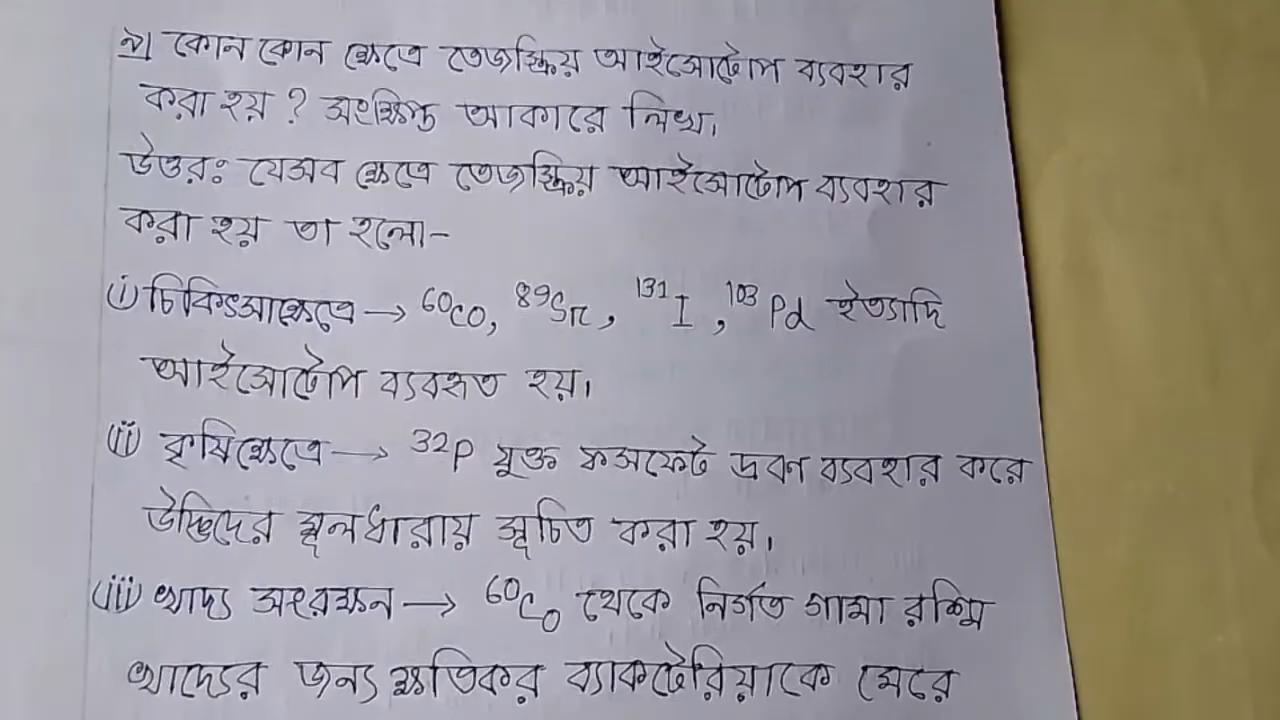 ৯) কোন কোন ক্ষেত্রে তেজস্ক্রিয় আইসোটোপ ব্যবহার
করা হয় ? সংক্ষিপ্ত আকারে লিখ।
উত্তরঃ যেসব ক্ষেত্রে তেজস্ক্রিয় আইসোটোপ ব্যবহার
করা হয় তা হলো-
(i) চিকিৎসাক্ষেত্রে → ⁶⁰Co, ⁸⁹Sr, ¹³¹I, ¹⁰³Pd ইত্যাদি
আইসোটোপ ব্যবহৃত হয়।
(ii) কৃষিক্ষেত্রে → ³²P যুক্ত ফসফেট দ্রবণ ব্যবহার করে
উদ্ভিদের মূলধারায় সূচিত করা হয়।
(iii) খাদ্য সংরক্ষন → ⁶⁰Co থেকে নির্গত গামা রশ্মি
খাদ্যের জন্য ক্ষতিকর ব্যাকটেরিয়াকে মেরে